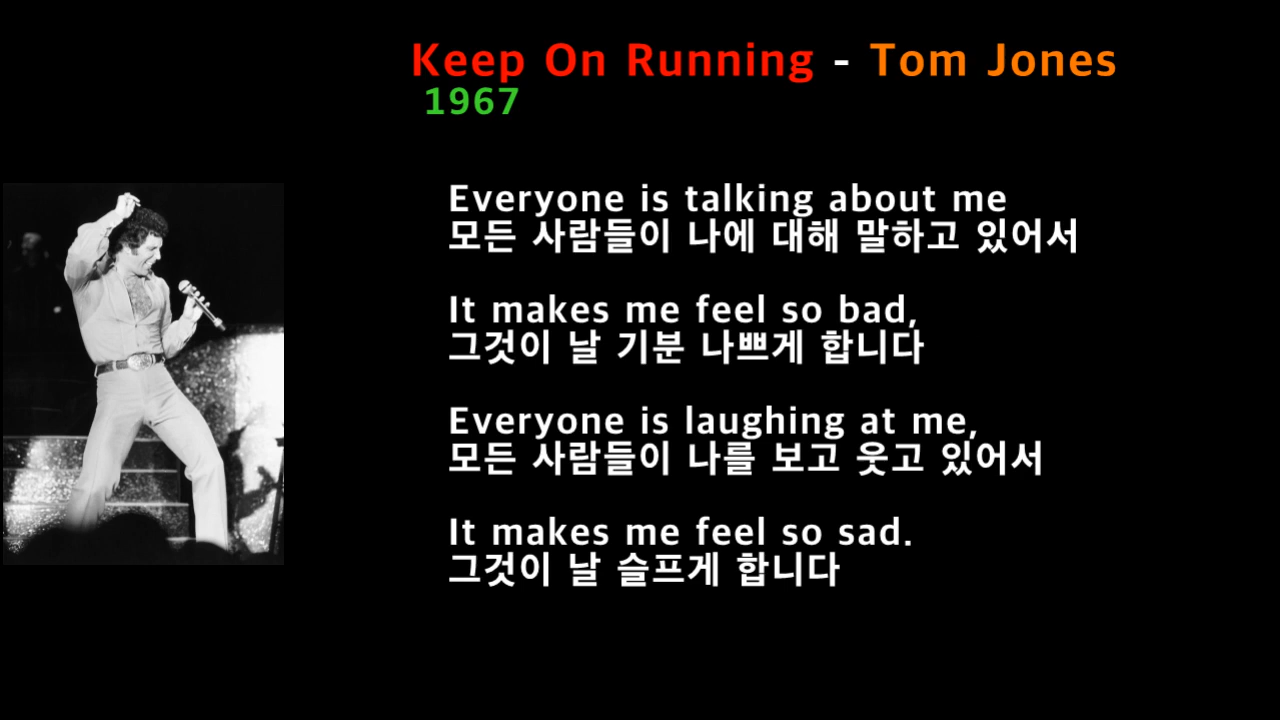 Keep On Running - Tom Jones
1967
Everyone is talking about me
모든 사람들이 나에 대해 말하고 있어서
It makes me feel so bad,
그것이 날 기분 나쁘게 합니다
Everyone is laughing at me,
모든 사람들이 나를 보고 웃고 있어서
It makes me feel so sad.
그것이 날 슬프게 합니다